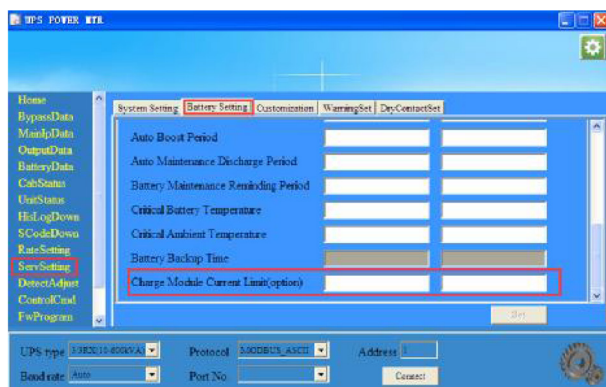 UPS POWER MTR
Home
BypassData
MainIpData
OutputData
BatteryData
CabStatus
UnitStatus
HisLogDown
SCodeDown
RateSetting
ServSetting
DetectAdjust
ControlCmd
FwProgram
System Setting Battery Setting Customization WarningSet DryContactSet
Auto Boost Period
Auto Maintenance Discharge Period
Battery Maintenance Reminding Period
Critical Battery Temperature
Critical Ambient Temperature
Battery Backup Time
Charge Module Current Limit(option)
Set
UPS type Protocol MODBUS_ASCII Address 1
Baud rate Auto Port No. Connect